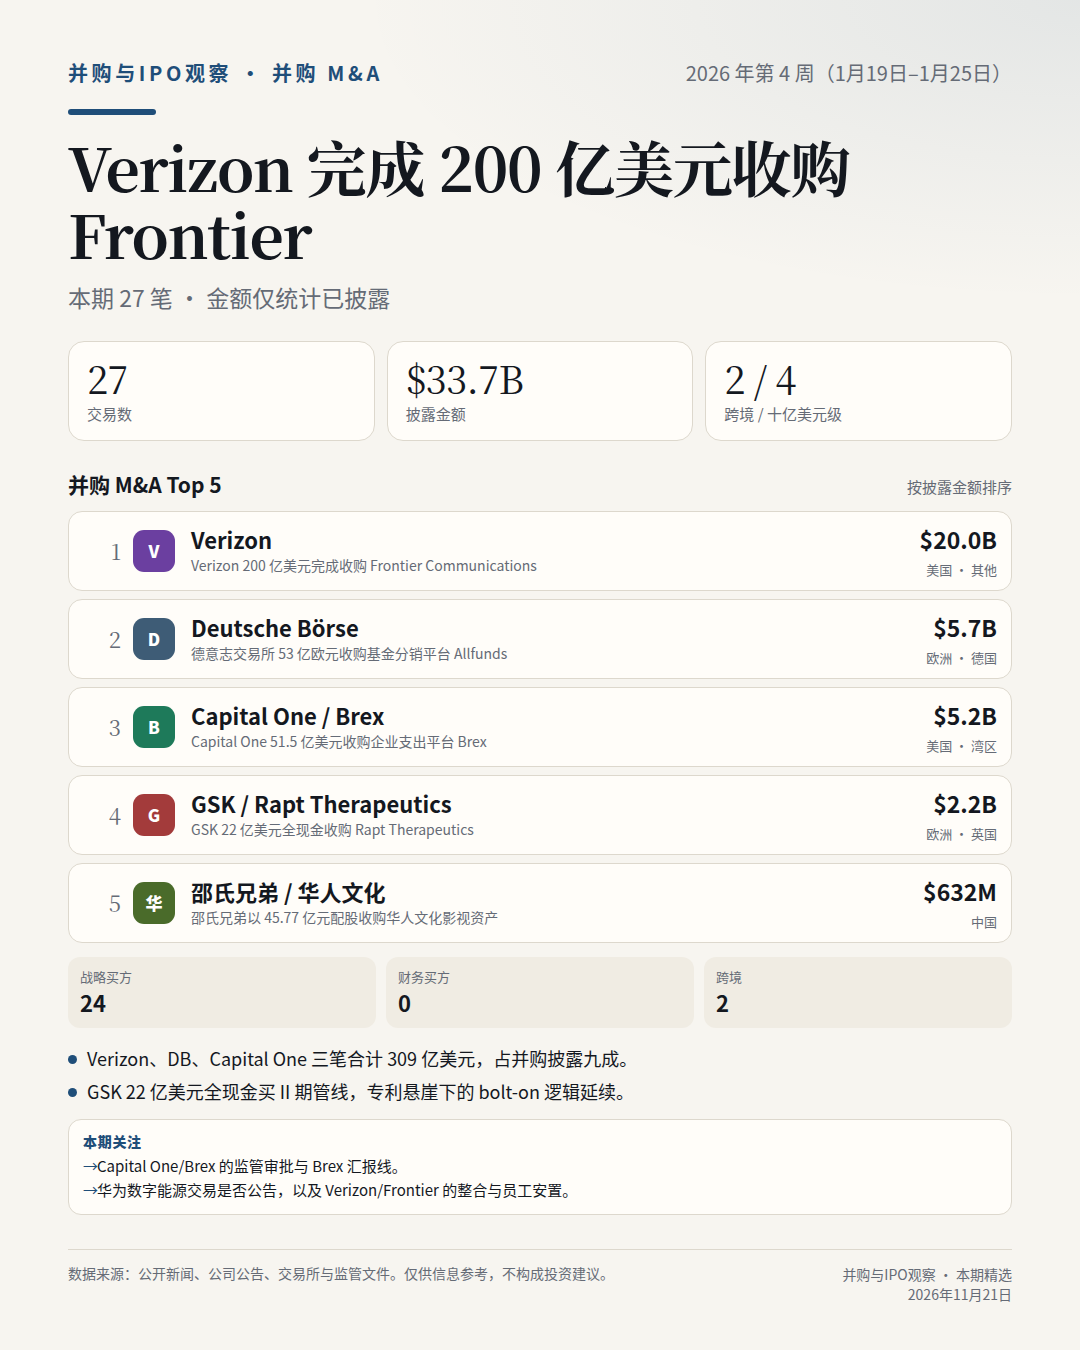 并购与IPO观察 · 并购 M&A
2026 年第 4 周（1月19日–1月25日）
Verizon 完成 200 亿美元收购
Frontier
本期 27 笔 · 金额仅统计已披露
27
交易数
$33.7B
披露金额
2 / 4
跨境 / 十亿美元级
并购 M&A Top 5
按披露金额排序
1
V
Verizon
Verizon 200 亿美元完成收购 Frontier Communications
$20.0B
美国 · 其他
2
D
Deutsche Börse
德意志交易所 53 亿欧元收购基金分销平台 Allfunds
$5.7B
欧洲 · 德国
3
B
Capital One / Brex
Capital One 51.5 亿美元收购企业支出平台 Brex
$5.2B
美国 · 湾区
4
G
GSK / Rapt Therapeutics
GSK 22 亿美元全现金收购 Rapt Therapeutics
$2.2B
欧洲 · 英国
5
华
邵氏兄弟 / 华人文化
邵氏兄弟以 45.77 亿元配股收购华人文化影视资产
$632M
中国
战略买方
24
财务买方
0
跨境
2
Verizon、DB、Capital One 三笔合计 309 亿美元，占并购披露九成。
GSK 22 亿美元全现金买 II 期管线，专利悬崖下的 bolt-on 逻辑延续。
本期关注
→Capital One/Brex 的监管审批与 Brex 汇报线。
→华为数字能源交易是否公告，以及 Verizon/Frontier 的整合与员工安置。
数据来源：公开新闻、公司公告、交易所与监管文件。仅供信息参考，不构成投资建议。
并购与IPO观察 · 本期精选
2026年11月21日